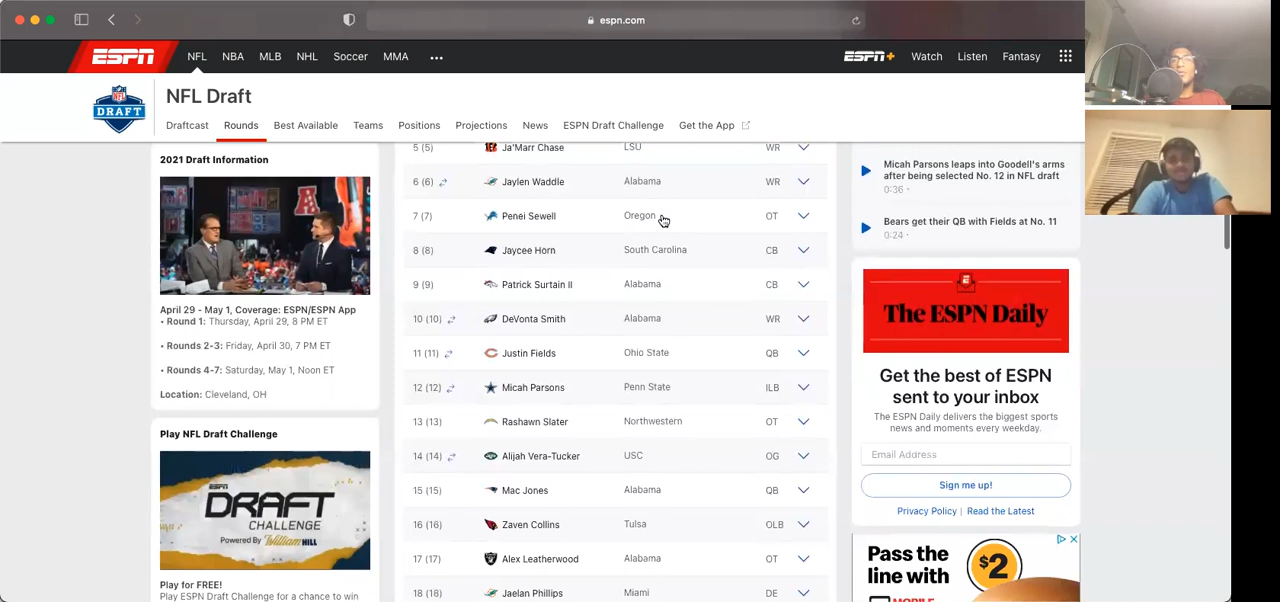 espn.com
ESPN
NFL NBA MLB NHL Soccer MMA •••
ESPN+ Watch Listen Fantasy
NFL DRAFT
NFL Draft
Draftcast Rounds Best Available Teams Positions Projections News ESPN Draft Challenge Get the App
2021 Draft Information
April 29 - May 1, Coverage: ESPN/ESPN App
• Round 1: Thursday, April 29, 8 PM ET
• Rounds 2-3: Friday, April 30, 7 PM ET
• Rounds 4-7: Saturday, May 1, Noon ET
Location: Cleveland, OH
Play NFL Draft Challenge
ESPN
DRAFT
CHALLENGE
Powered By William HILL
Play for FREE!
Play ESPN Draft Challenge for a chance to win
5 (5) Ja'Marr Chase LSU WR
6 (6) Jaylen Waddle Alabama WR
7 (7) Penei Sewell Oregon OT
8 (8) Jaycee Horn South Carolina CB
9 (9) Patrick Surtain II Alabama CB
10 (10) DeVonta Smith Alabama WR
11 (11) Justin Fields Ohio State QB
12 (12) Micah Parsons Penn State ILB
13 (13) Rashawn Slater Northwestern OT
14 (14) Alijah Vera-Tucker USC OG
15 (15) Mac Jones Alabama QB
16 (16) Zaven Collins Tulsa OLB
17 (17) Alex Leatherwood Alabama OT
18 (18) Jaelan Phillips Miami DE
Micah Parsons leaps into Goodell's arms
after being selected No. 12 in NFL draft
0:36 •
Bears get their QB with Fields at No. 11
0:24 •
The ESPN Daily
Get the best of ESPN
sent to your inbox
The ESPN Daily delivers the biggest sports
news and moments every weekday.
Email Address
Sign me up!
Privacy Policy | Read the Latest
Pass the
line with
$2
MOBILE